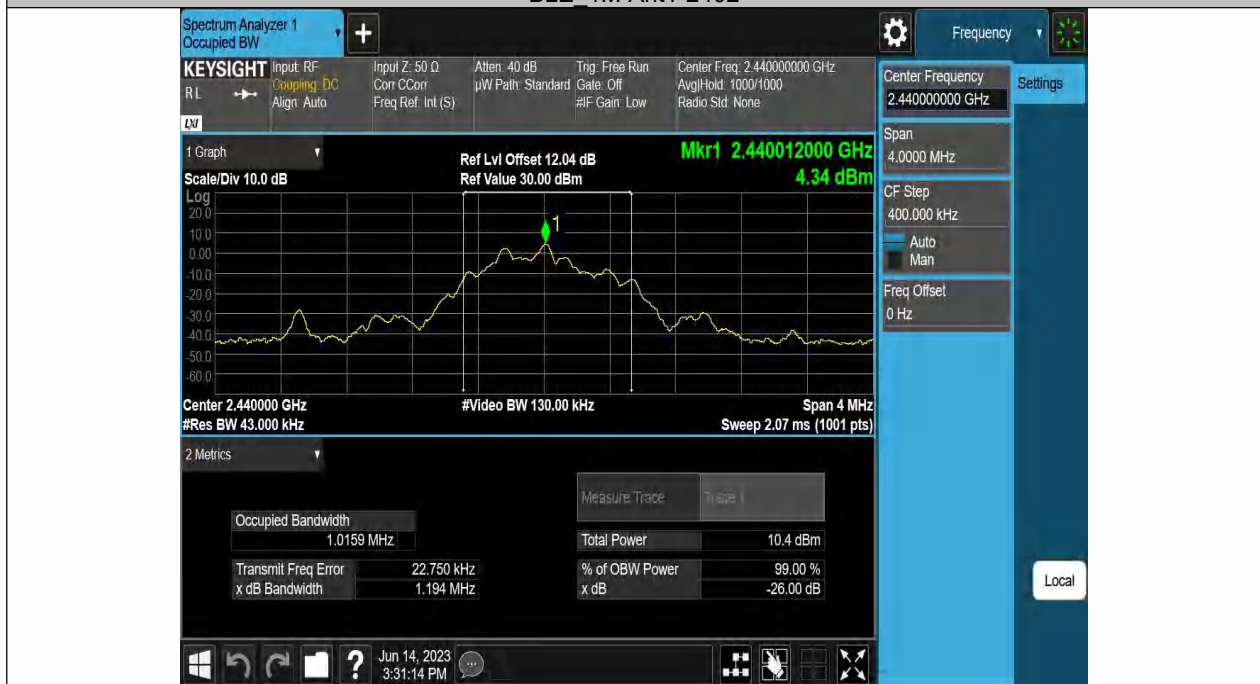 Spectrum Analyzer 1
Occupied BW
+
Frequency
KEYSIGHT
RL
LXI
Input: RF
Coupling: DC
Align: Auto
Input Z: 50 Ω
Corr CCorr
Freq Ref: Int (S)
Atten: 40 dB
µW Path: Standard
Trig: Free Run
Gate: Off
#IF Gain: Low
Center Freq: 2.440000000 GHz
Avg|Hold: 1000/1000
Radio Std: None
Center Frequency
2.440000000 GHz
Settings
Span
4.0000 MHz
CF Step
400.000 kHz
Auto
Man
Freq Offset
0 Hz
Local
1 Graph
Scale/Div 10.0 dB
Ref Lvl Offset 12.04 dB
Ref Value 30.00 dBm
Mkr1 2.440012000 GHz
4.34 dBm
Log
20.0
10.0
0.00
-10.0
-20.0
-30.0
-40.0
-50.0
-60.0
1
Center 2.440000 GHz
#Res BW 43.000 kHz
#Video BW 130.00 kHz
Span 4 MHz
Sweep 2.07 ms (1001 pts)
2 Metrics
Measure Trace
Trace 1
Occupied Bandwidth
1.0159 MHz
Total Power 10.4 dBm
Transmit Freq Error 22.750 kHz
% of OBW Power 99.00 %
x dB Bandwidth 1.194 MHz
x dB -26.00 dB
?
Jun 14, 2023
3:31:14 PM